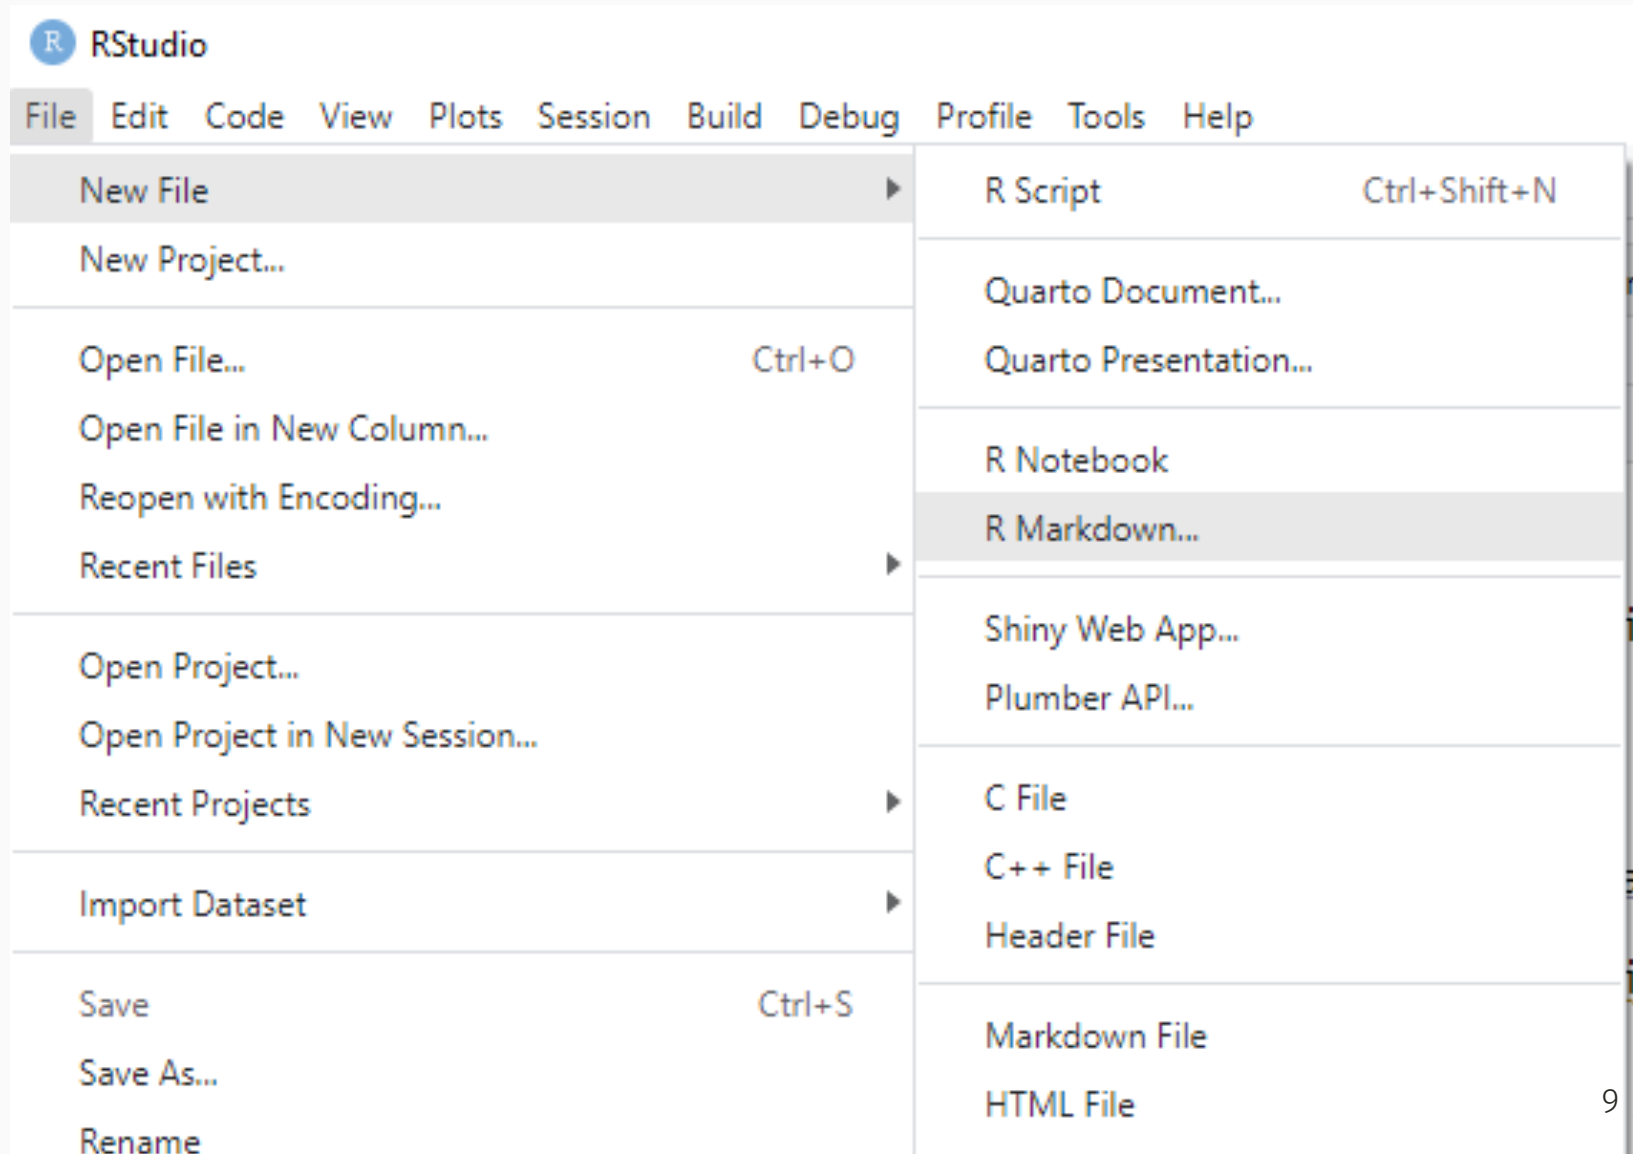 RStudio
File Edit Code View Plots Session Build Debug Profile Tools Help
New File
New Project...
Open File... Ctrl+O
Open File in New Column...
Reopen with Encoding...
Recent Files
Open Project...
Open Project in New Session...
Recent Projects
Import Dataset
Save Ctrl+S
Save As...
Rename
R Script Ctrl+Shift+N
Quarto Document...
Quarto Presentation...
R Notebook
R Markdown...
Shiny Web App...
Plumber API...
C File
C++ File
Header File
Markdown File
HTML File
9